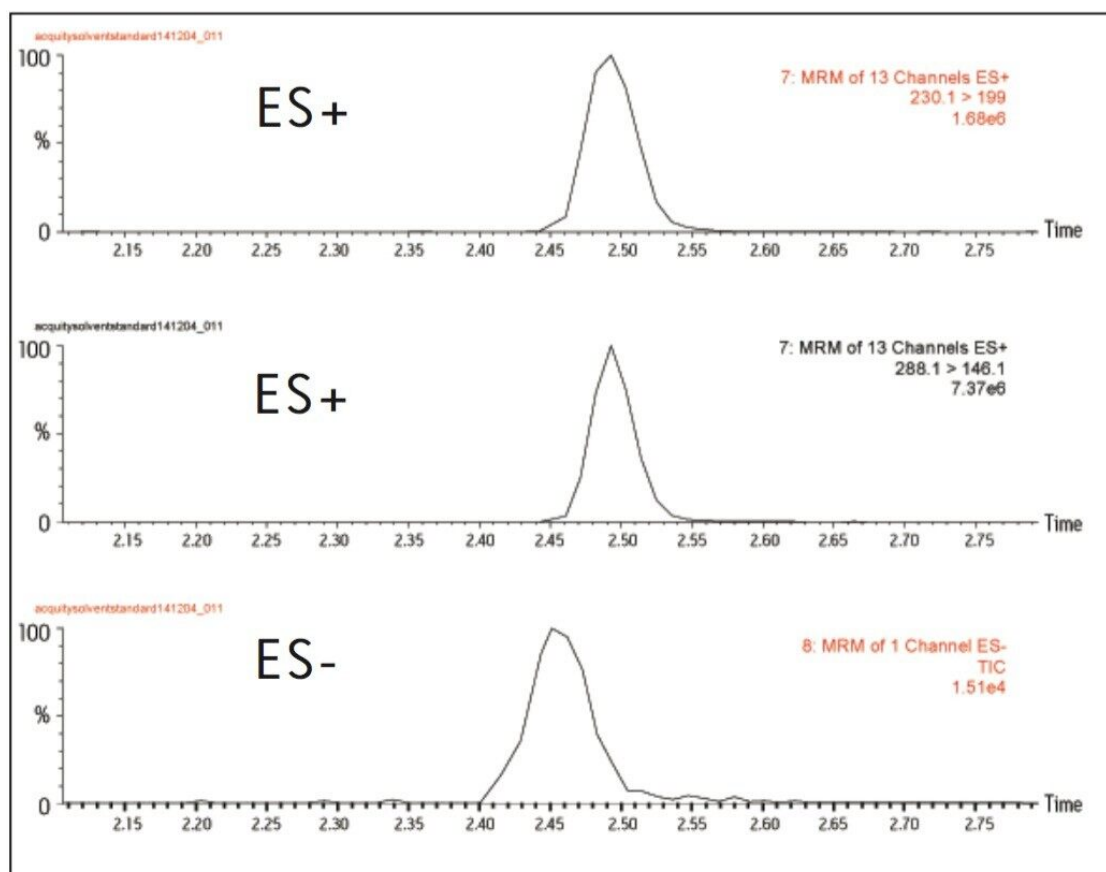 acquitysolventstandard141204_011
100
ES+
7: MRM of 13 Channels ES+
230.1 > 199
1.68e6
%
0
Time
2.15 2.20 2.25 2.30 2.35 2.40 2.45 2.50 2.55 2.60 2.65 2.70 2.75
acquitysolventstandard141204_011
100
ES+
7: MRM of 13 Channels ES+
288.1 > 146.1
7.37e6
%
0
Time
2.15 2.20 2.25 2.30 2.35 2.40 2.45 2.50 2.55 2.60 2.65 2.70 2.75
acquitysolventstandard141204_011
100
ES-
8: MRM of 1 Channel ES-
TIC
1.51e4
%
0
Time
2.15 2.20 2.25 2.30 2.35 2.40 2.45 2.50 2.55 2.60 2.65 2.70 2.75